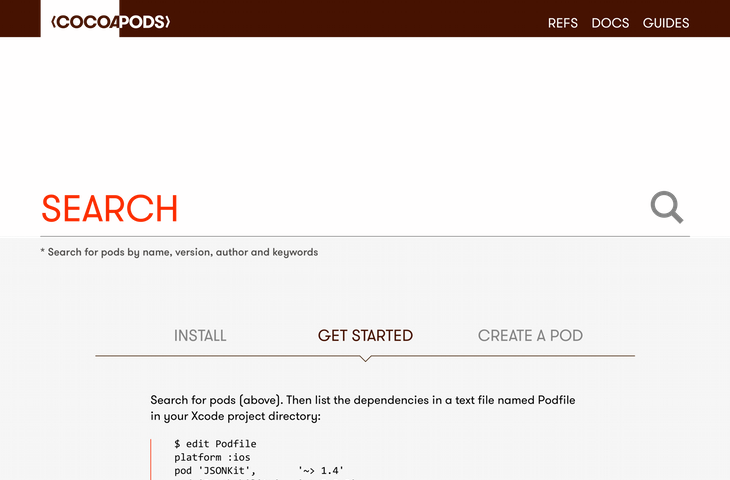 COCOAPODS
REFS DOCS GUIDES
SEARCH
* Search for pods by name, version, author and keywords
INSTALL GET STARTED CREATE A POD
Search for pods (above). Then list the dependencies in a text file named Podfile
in your Xcode project directory:
$ edit Podfile
platform :ios
pod 'JSONKit', '~> 1.4'